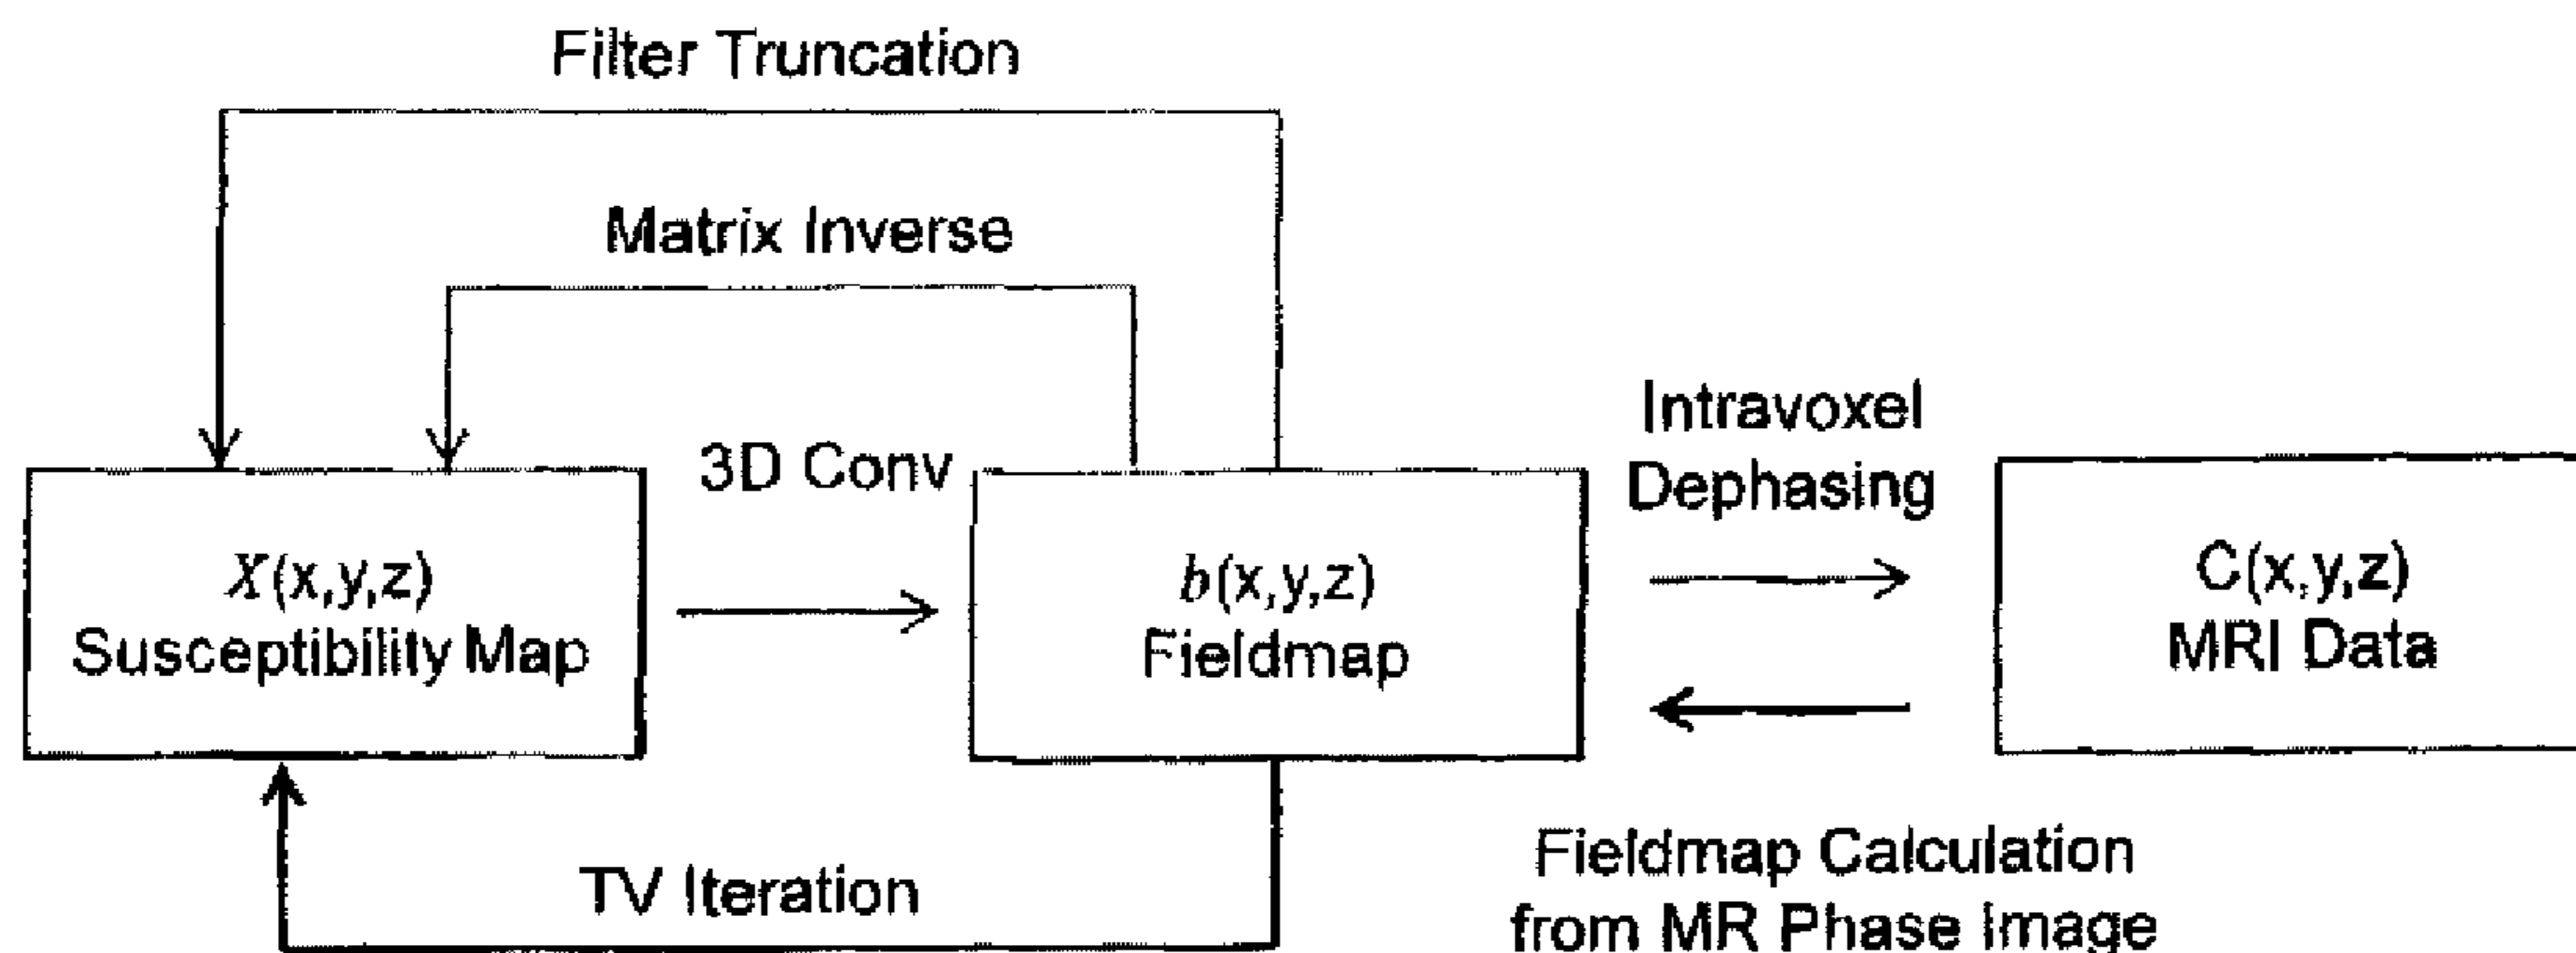 Filter Truncation
Matrix Inverse
3D Conv
Intravoxel
Dephasing
X(x,y,z)
Susceptibility Map
b(x,y,z)
Fieldmap
C(x,y,z)
MRI Data
TV Iteration
Fieldmap Calculation
from MR Phase Image